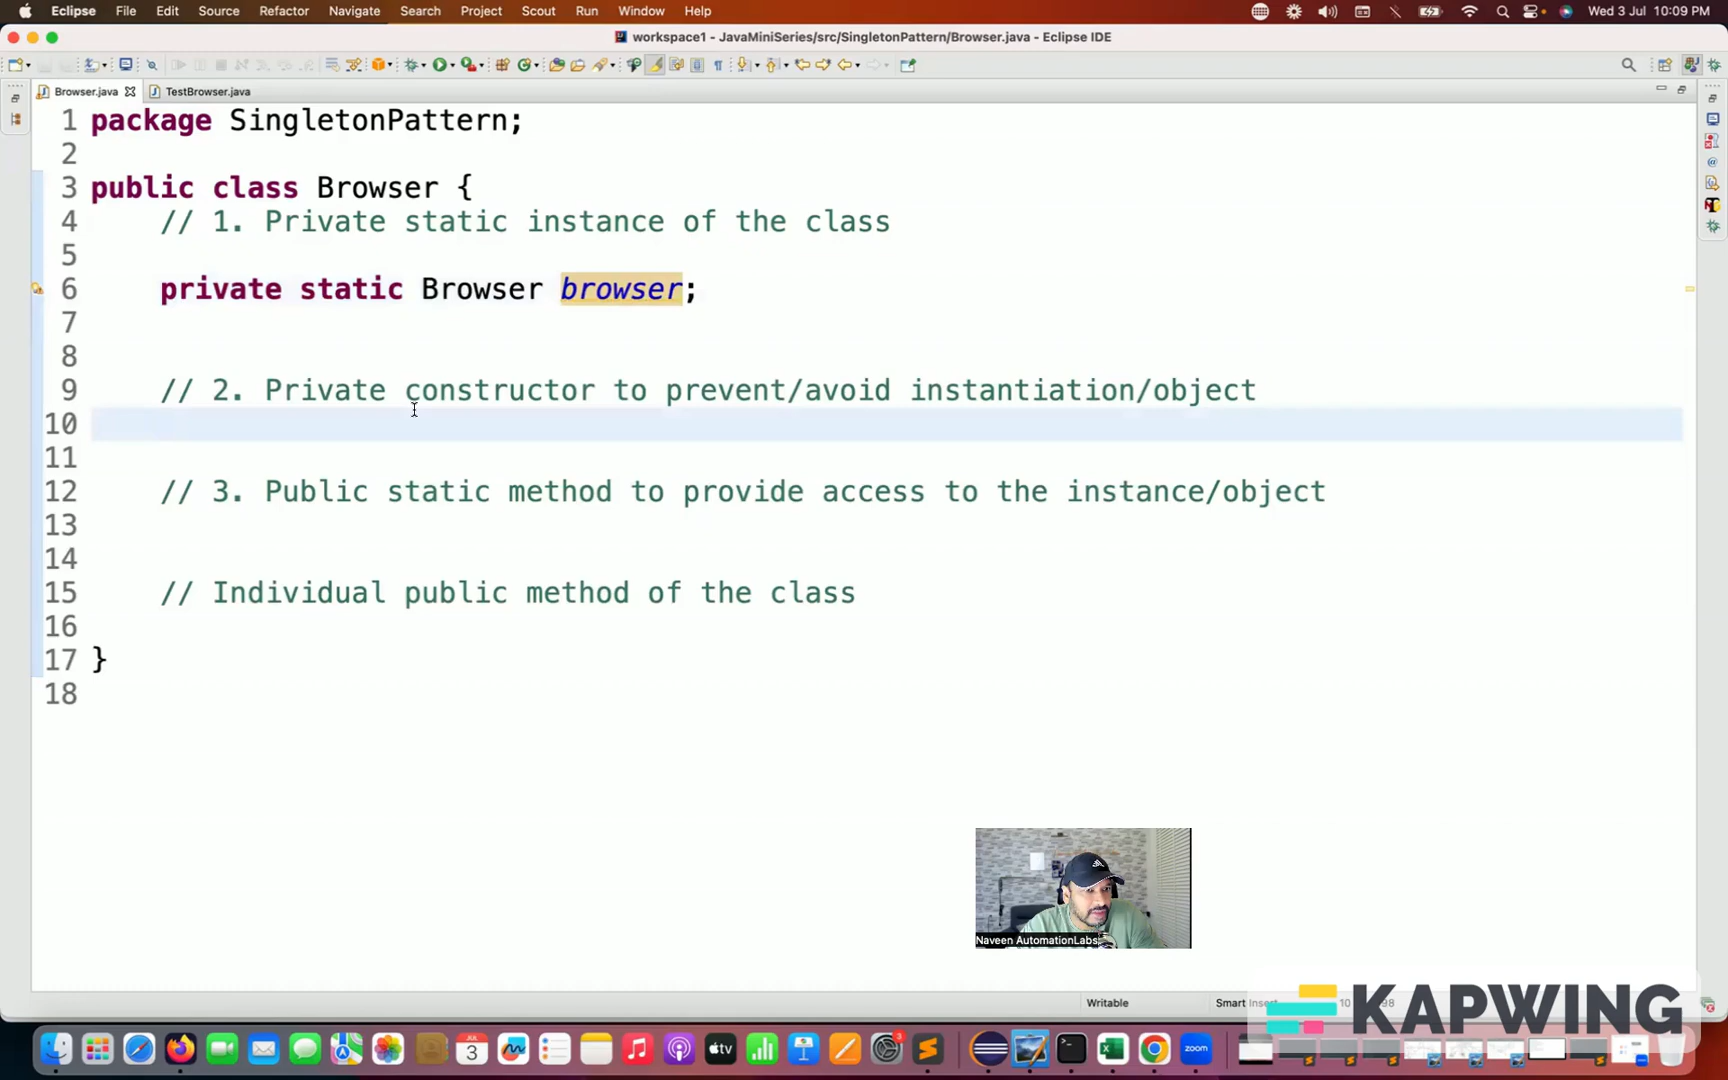 Eclipse File Edit Source Refactor Navigate Search Project Scout Run Window Help Wed 3 Jul 10:09 PM
workspace1 - JavaMiniSeries/src/SingletonPattern/Browser.java - Eclipse IDE
Browser.java TestBrowser.java
1 package SingletonPattern;
2
3 public class Browser {
4 // 1. Private static instance of the class
5
6 private static Browser browser;
7
8
9 // 2. Private constructor to prevent/avoid instantiation/object
10
11
12 // 3. Public static method to provide access to the instance/object
13
14
15 // Individual public method of the class
16
17 }
18
Naveen AutomationLabs
Writable Smart Insert
KAPWING
JUL
3
tv
3
zoom